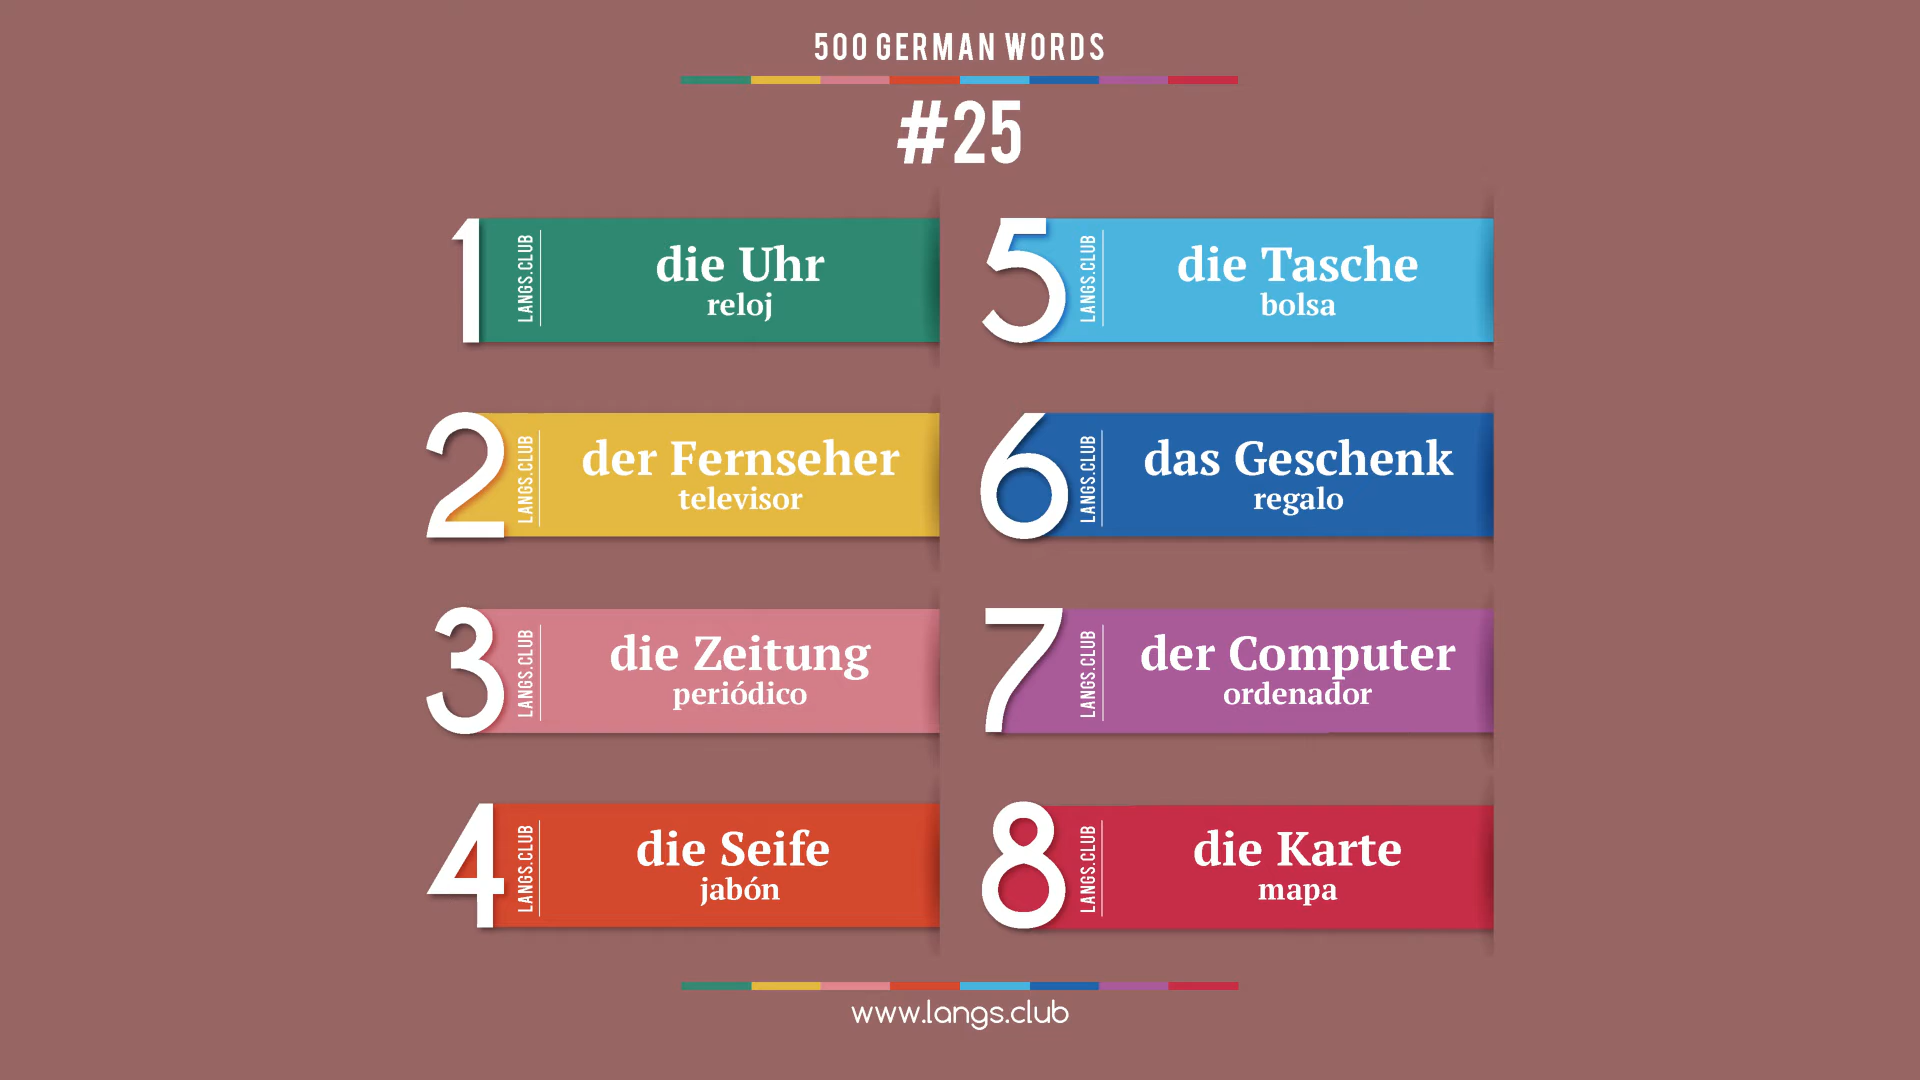 500 GERMAN WORDS
#25
1
LANGS.CLUB
die Uhr
reloj
2
LANGS.CLUB
der Fernseher
televisor
3
LANGS.CLUB
die Zeitung
periódico
4
LANGS.CLUB
die Seife
jabón
5
LANGS.CLUB
die Tasche
bolsa
6
LANGS.CLUB
das Geschenk
regalo
7
LANGS.CLUB
der Computer
ordenador
8
LANGS.CLUB
die Karte
mapa
www.langs.club